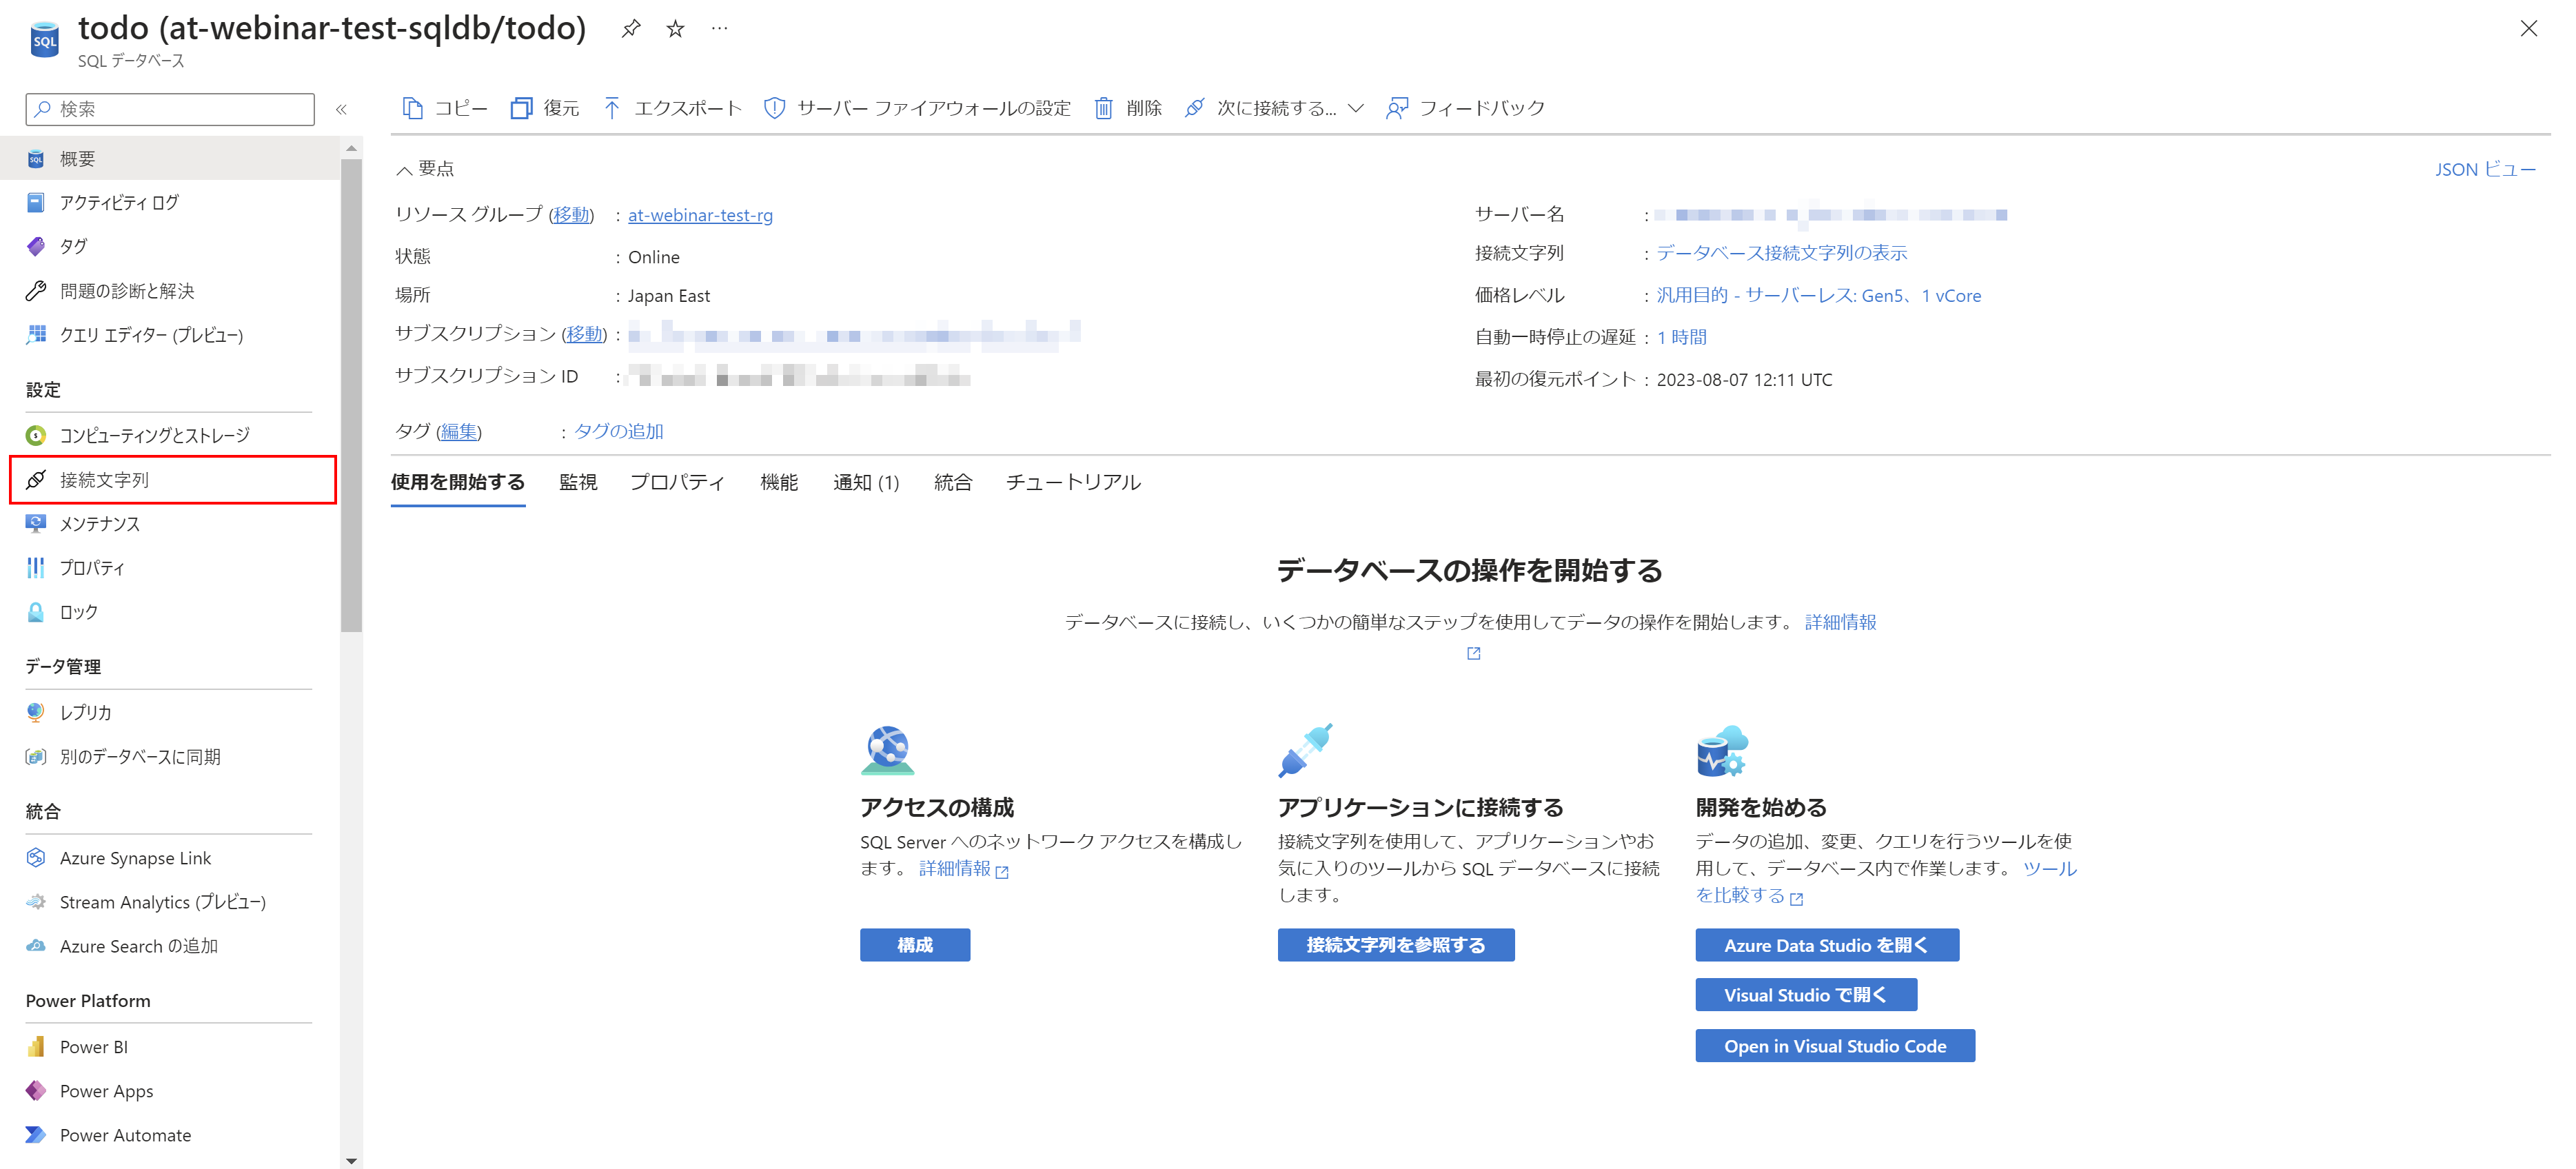 todo (at-webinar-test-sqldb/todo)
SQL データベース
検索
概要
アクティビティ ログ
タグ
問題の診断と解決
クエリ エディター (プレビュー)
設定
コンピューティングとストレージ
接続文字列
メンテナンス
プロパティ
ロック
データ管理
レプリカ
別のデータベースに同期
統合
Azure Synapse Link
Stream Analytics (プレビュー)
Azure Search の追加
Power Platform
Power BI
Power Apps
Power Automate
コピー 復元 エクスポート サーバー ファイアウォールの設定 削除 次に接続する... フィードバック
要点
JSON ビュー
リソース グループ (移動) : at-webinar-test-rg
状態 : Online
場所 : Japan East
サブスクリプション (移動) :
サブスクリプション ID :
タグ (編集) : タグの追加
サーバー名 :
接続文字列 : データベース接続文字列の表示
価格レベル : 汎用目的 - サーバーレス: Gen5、1 vCore
自動一時停止の遅延 : 1 時間
最初の復元ポイント : 2023-08-07 12:11 UTC
使用を開始する 監視 プロパティ 機能 通知 (1) 統合 チュートリアル
データベースの操作を開始する
データベースに接続し、いくつかの簡単なステップを使用してデータの操作を開始します。 詳細情報
アクセスの構成
SQL Server へのネットワーク アクセスを構成し
ます。 詳細情報
構成
アプリケーションに接続する
接続文字列を使用して、アプリケーションやお
気に入りのツールから SQL データベースに接続
します。
接続文字列を参照する
開発を始める
データの追加、変更、クエリを行うツールを使
用して、データベース内で作業します。 ツール
を比較する
Azure Data Studio を開く
Visual Studio で開く
Open in Visual Studio Code